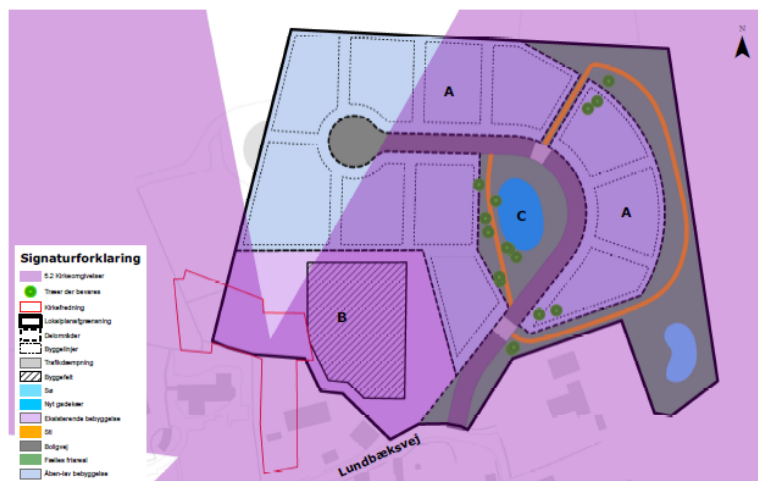 N
A
C
A
B
Lundbæksvej
Signaturforklaring
5.2 Kirkeomgivelser
Træer der bevares
Kirkefredning
Lokalplanafgrænsning
Delområder
Byggelinjer
Trafikdæmpning
Byggefelt
Sø
Nyt gadekær
Eksisterende bebyggelse
Sti
Boligvej
Fælles friareal
Åben-lav bebyggelse